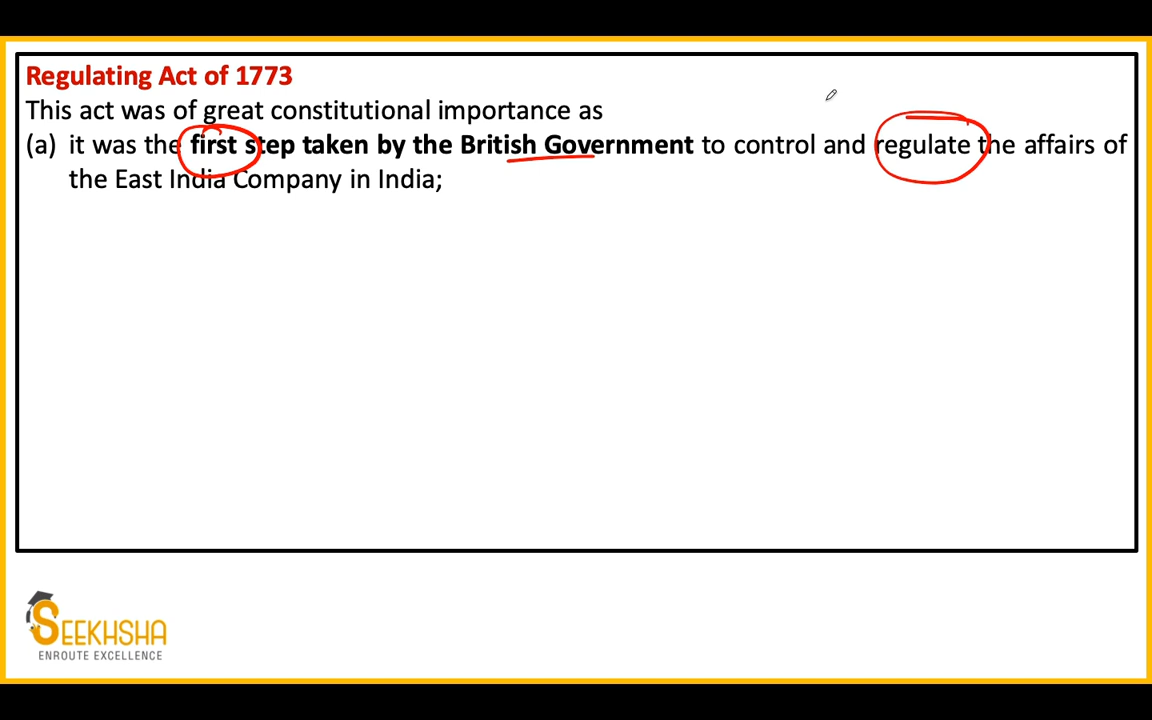 Regulating Act of 1773
This act was of great constitutional importance as
(a) it was the first step taken by the British Government to control and regulate the affairs of
the East India Company in India;
SEEKHSHA
ENROUTE EXCELLENCE